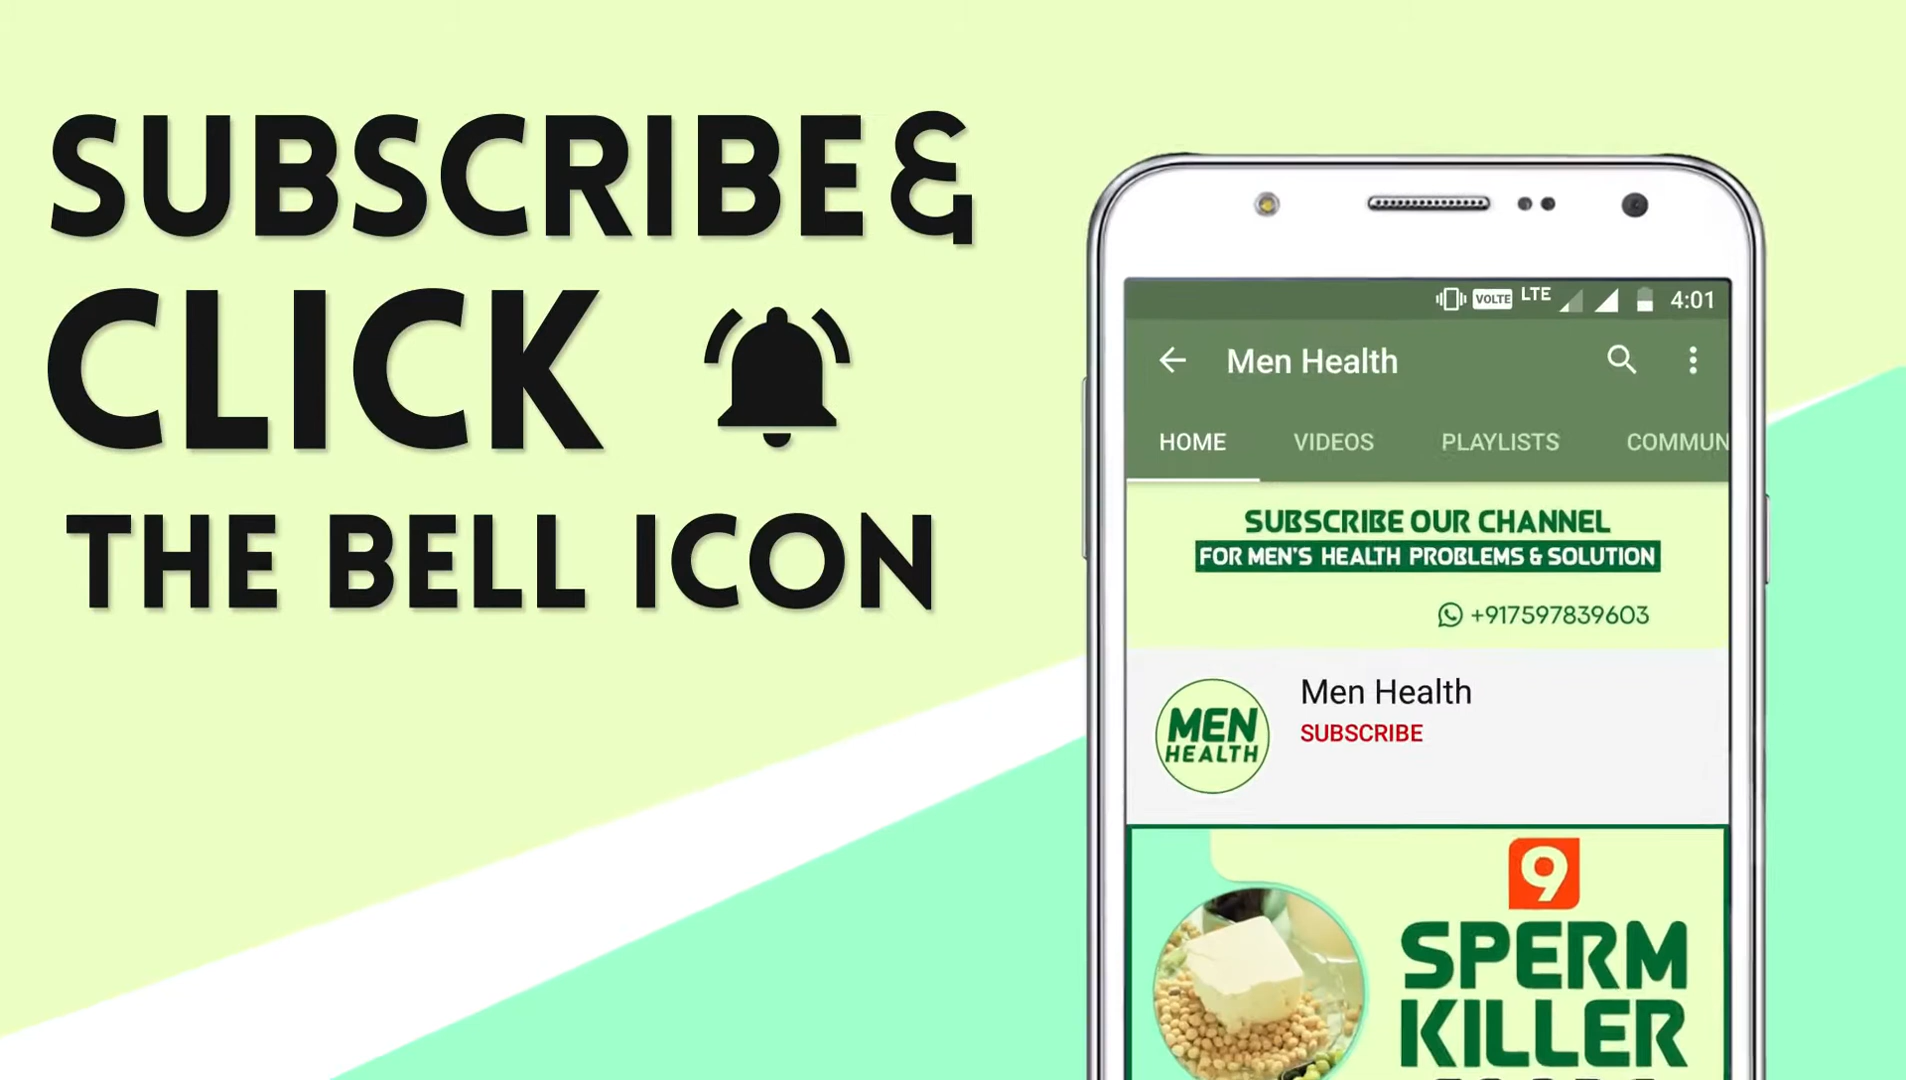 SUBSCRIBE &
CLICK
THE BELL ICON
VOLTE LTE 4:01
Men Health
HOME VIDEOS PLAYLISTS COMMUN
SUBSCRIBE OUR CHANNEL
FOR MEN'S HEALTH PROBLEMS & SOLUTION
+917597839603
MEN
HEALTH
Men Health
SUBSCRIBE
9
SPERM
KILLER